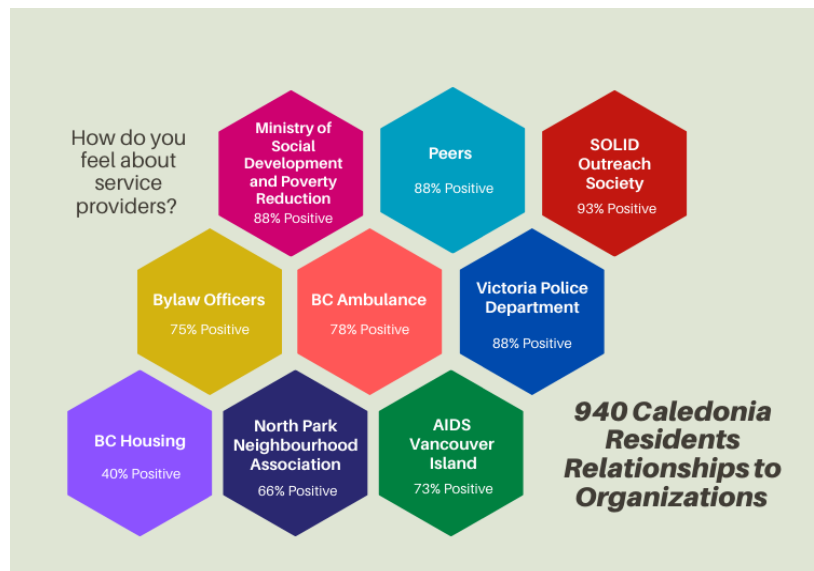 How do you
feel about
service
providers?
Ministry of
Social
Development
and Poverty
Reduction
88% Positive
Peers
88% Positive
SOLID
Outreach
Society
93% Positive
Bylaw Officers
75% Positive
BC Ambulance
78% Positive
Victoria Police
Department
88% Positive
BC Housing
40% Positive
North Park
Neighbourhood
Association
66% Positive
AIDS
Vancouver
Island
73% Positive
940 Caledonia
Residents
Relationships to
Organizations